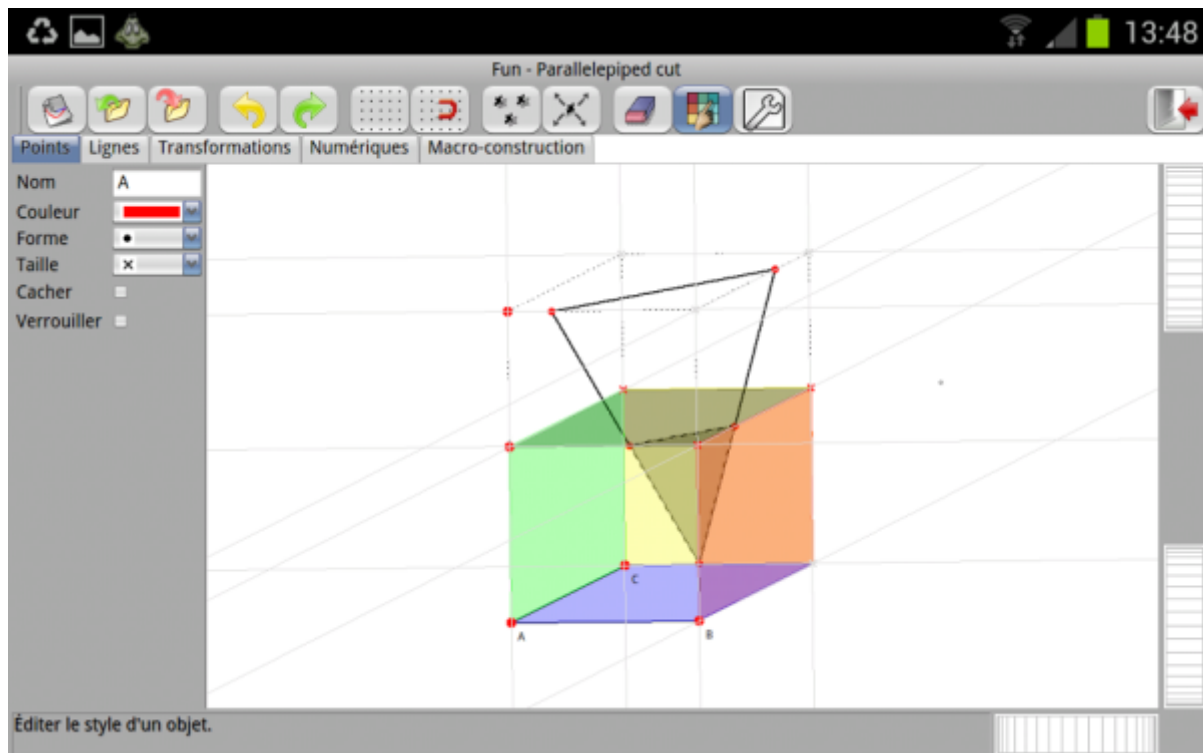 13:48
Fun - Parallelepiped cut
Points Lignes Transformations Numériques Macro-construction
Nom A
Couleur
Forme
Taille
Cacher
Verrouiller
C
A B
Éditer le style d'un objet.